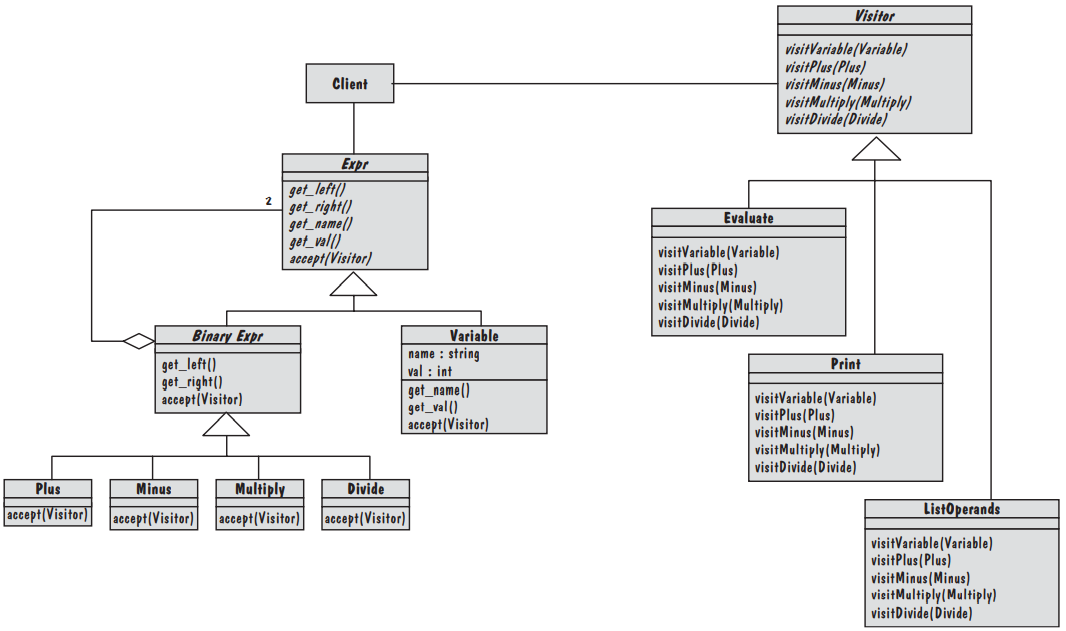 Visitor
visitVariable(Variable)
visitPlus(Plus)
visitMinus(Minus)
visitMultiply(Multiply)
visitDivide(Divide)
Client
Expr
get_left()
get_right()
get_name()
get_val()
accept(Visitor)
2
Evaluate
visitVariable(Variable)
visitPlus(Plus)
visitMinus(Minus)
visitMultiply(Multiply)
visitDivide(Divide)
Binary Expr
get_left()
get_right()
accept(Visitor)
Variable
name : string
val : int
get_name()
get_val()
accept(Visitor)
Print
visitVariable(Variable)
visitPlus(Plus)
visitMinus(Minus)
visitMultiply(Multiply)
visitDivide(Divide)
Plus
accept(Visitor)
Minus
accept(Visitor)
Multiply
accept(Visitor)
Divide
accept(Visitor)
ListOperands
visitVariable(Variable)
visitPlus(Plus)
visitMinus(Minus)
visitMultiply(Multiply)
visitDivide(Divide)